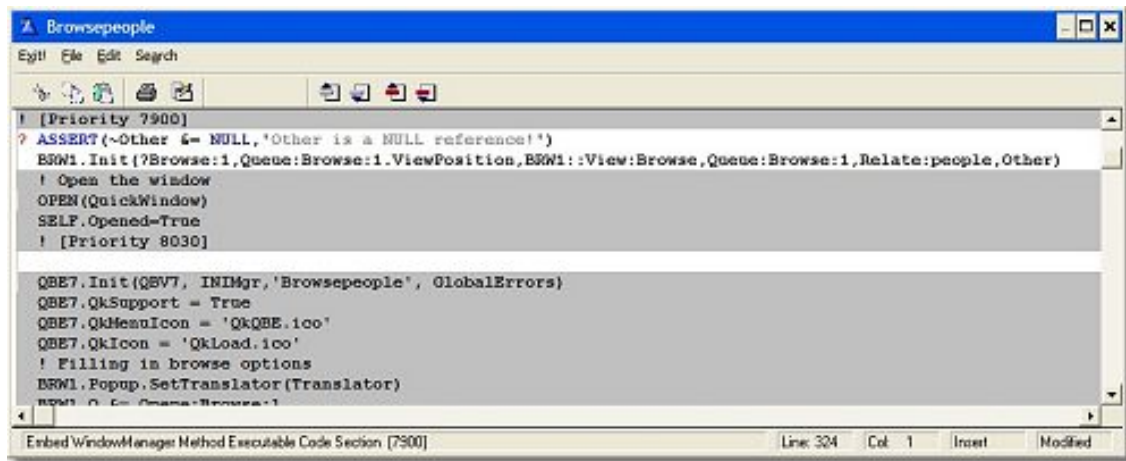 Browsepeople
Exit! File Edit Search
! [Priority 7900]
? ASSERT(~Other &= NULL,'Other is a NULL reference!')
BRW1.Init(?Browse:1,Queue:Browse:1.ViewPosition,BRW1::View:Browse,Queue:Browse:1,Relate:people,Other)
! Open the window
OPEN(QuickWindow)
SELF.Opened=True
! [Priority 8030]
QBE7.Init(QBV7, INIMgr,'Browsepeople', GlobalErrors)
QBE7.QkSupport = True
QBE7.QkMenuIcon = 'QkQBE.ico'
QBE7.QkIcon = 'QkLoad.ico'
! Filling in browse options
BRW1.Popup.SetTranslator(Translator)
BRW1.Q &= Queue:Browse:1
Embed WindowManager Method Executable Code Section [7900] Line: 324 Col: 1 Insert Modified